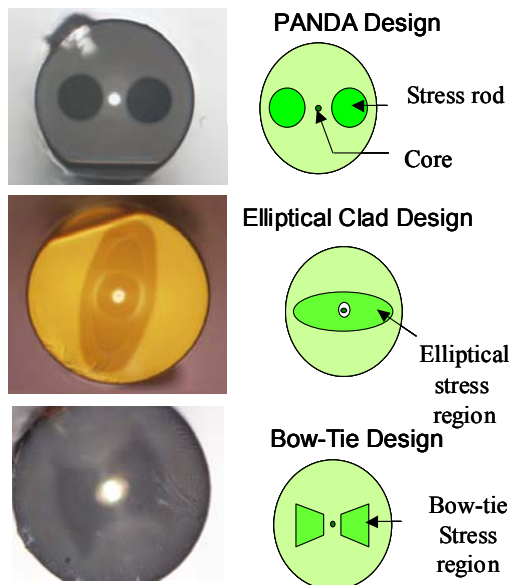 PANDA Design
Stress rod
Core
Elliptical Clad Design
Elliptical
stress
region
Bow-Tie Design
Bow-tie
Stress
region